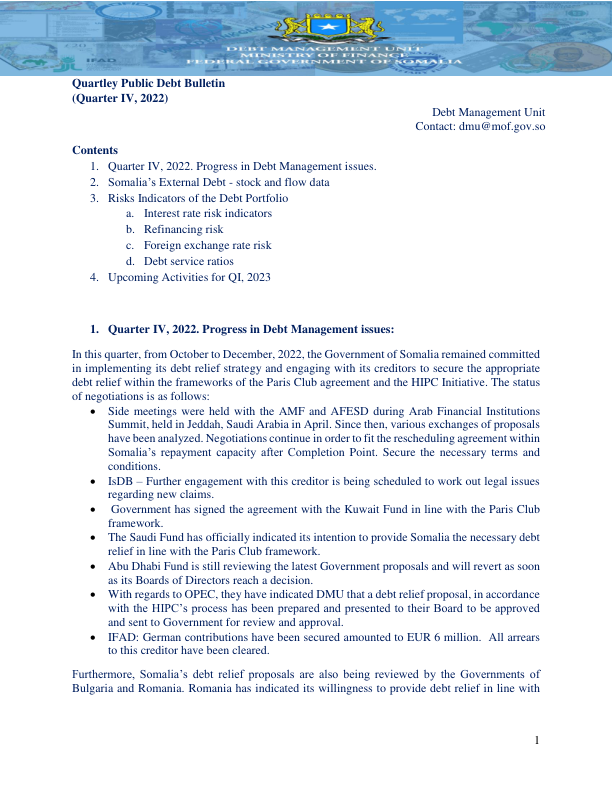 DEBT MANAGEMENT UNIT
MINISTRY OF FINANCE
FEDERAL GOVERNMENT OF SOMALIA
IFAD
Quartley Public Debt Bulletin
(Quarter IV, 2022)
Debt Management Unit
Contact: dmu@mof.gov.so
Contents
1. Quarter IV, 2022. Progress in Debt Management issues.
2. Somalia’s External Debt - stock and flow data
3. Risks Indicators of the Debt Portfolio
a. Interest rate risk indicators
b. Refinancing risk
c. Foreign exchange rate risk
d. Debt service ratios
4. Upcoming Activities for QI, 2023
1. Quarter IV, 2022. Progress in Debt Management issues:
In this quarter, from October to December, 2022, the Government of Somalia remained committed
in implementing its debt relief strategy and engaging with its creditors to secure the appropriate
debt relief within the frameworks of the Paris Club agreement and the HIPC Initiative. The status
of negotiations is as follows:
• Side meetings were held with the AMF and AFESD during Arab Financial Institutions
Summit, held in Jeddah, Saudi Arabia in April. Since then, various exchanges of proposals
have been analyzed. Negotiations continue in order to fit the rescheduling agreement within
Somalia’s repayment capacity after Completion Point. Secure the necessary terms and
conditions.
• IsDB – Further engagement with this creditor is being scheduled to work out legal issues
regarding new claims.
• Government has signed the agreement with the Kuwait Fund in line with the Paris Club
framework.
• The Saudi Fund has officially indicated its intention to provide Somalia the necessary debt
relief in line with the Paris Club framework.
• Abu Dhabi Fund is still reviewing the latest Government proposals and will revert as soon
as its Boards of Directors reach a decision.
• With regards to OPEC, they have indicated DMU that a debt relief proposal, in accordance
with the HIPC’s process has been prepared and presented to their Board to be approved
and sent to Government for review and approval.
• IFAD: German contributions have been secured amounted to EUR 6 million. All arrears
to this creditor have been cleared.
Furthermore, Somalia’s debt relief proposals are also being reviewed by the Governments of
Bulgaria and Romania. Romania has indicated its willingness to provide debt relief in line with
1